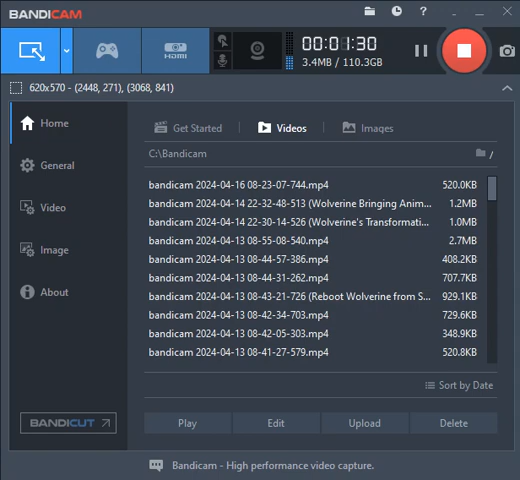 BANDICAM
HDMI
00:01:30
3.4MB / 110.3GB
620x570 - (2448, 271), (3068, 841)
Home
General
Video
Image
About
BANDICUT
Get Started
Videos
Images
C:\Bandicam
/
bandicam 2024-04-16 08-23-07-744.mp4 520.0KB
bandicam 2024-04-14 22-32-48-513 (Wolverine Bringing Anim... 1.2MB
bandicam 2024-04-14 22-30-14-526 (Wolverine's Transformati... 1.0MB
bandicam 2024-04-13 08-55-08-540.mp4 2.7MB
bandicam 2024-04-13 08-44-57-386.mp4 408.2KB
bandicam 2024-04-13 08-44-31-262.mp4 707.7KB
bandicam 2024-04-13 08-43-21-726 (Reboot Wolverine from S... 929.1KB
bandicam 2024-04-13 08-42-34-703.mp4 729.6KB
bandicam 2024-04-13 08-42-05-303.mp4 348.9KB
bandicam 2024-04-13 08-41-27-579.mp4 520.8KB
Sort by Date
Play
Edit
Upload
Delete
Bandicam - High performance video capture.